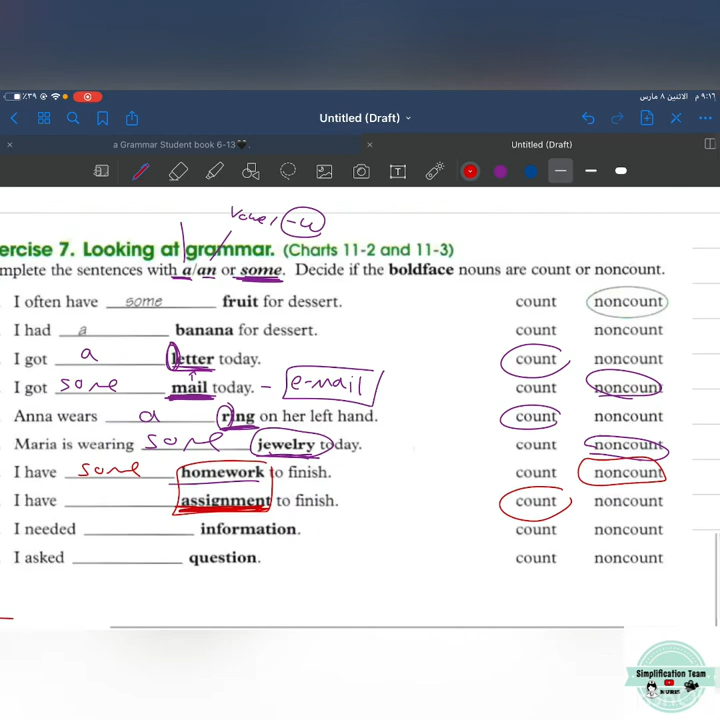 ٣٩٪
٩:١٦ م الاثنين ٨ مارس
Untitled (Draft)
a Grammar Student book 6-13🖤.
Untitled (Draft)
-u
ercise 7. Looking at grammar. (Charts 11-2 and 11-3)
mplete the sentences with a/an or some. Decide if the boldface nouns are count or noncount.
I often have some fruit for dessert. count noncount
I had a banana for dessert. count noncount
I got a letter today. count noncount
I got some mail today. - e-mail count noncount
Anna wears a ring on her left hand. count noncount
Maria is wearing some jewelry today. count noncount
I have some homework to finish. count noncount
I have ____ assignment to finish. count noncount
I needed ____ information. count noncount
I asked ____ question. count noncount
Simplification Team